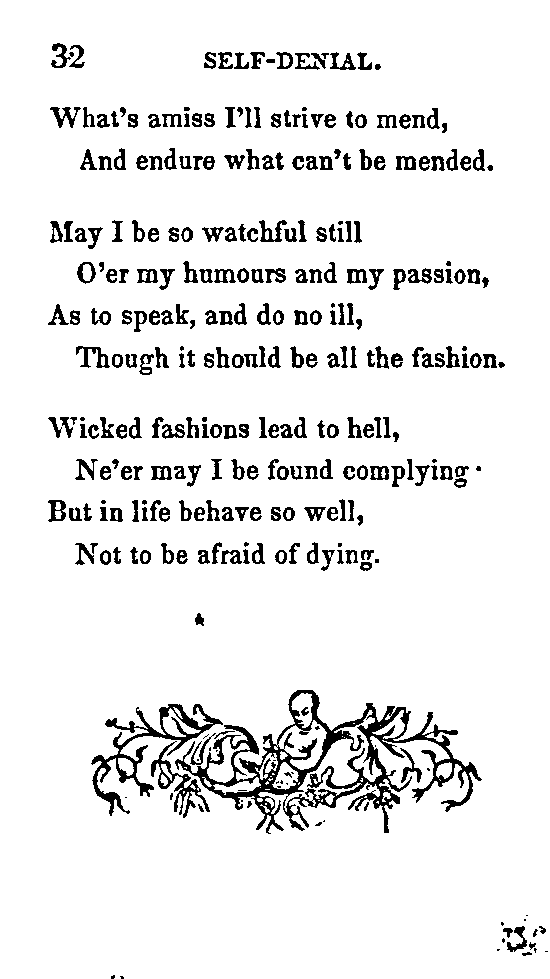 32 SELF-DENIAL.
What's amiss I'll strive to mend,
And endure what can't be mended.
May I be so watchful still
O'er my humours and my passion,
As to speak, and do no ill,
Though it should be all the fashion.
Wicked fashions lead to hell,
Ne'er may I be found complying·
But in life behave so well,
Not to be afraid of dying.